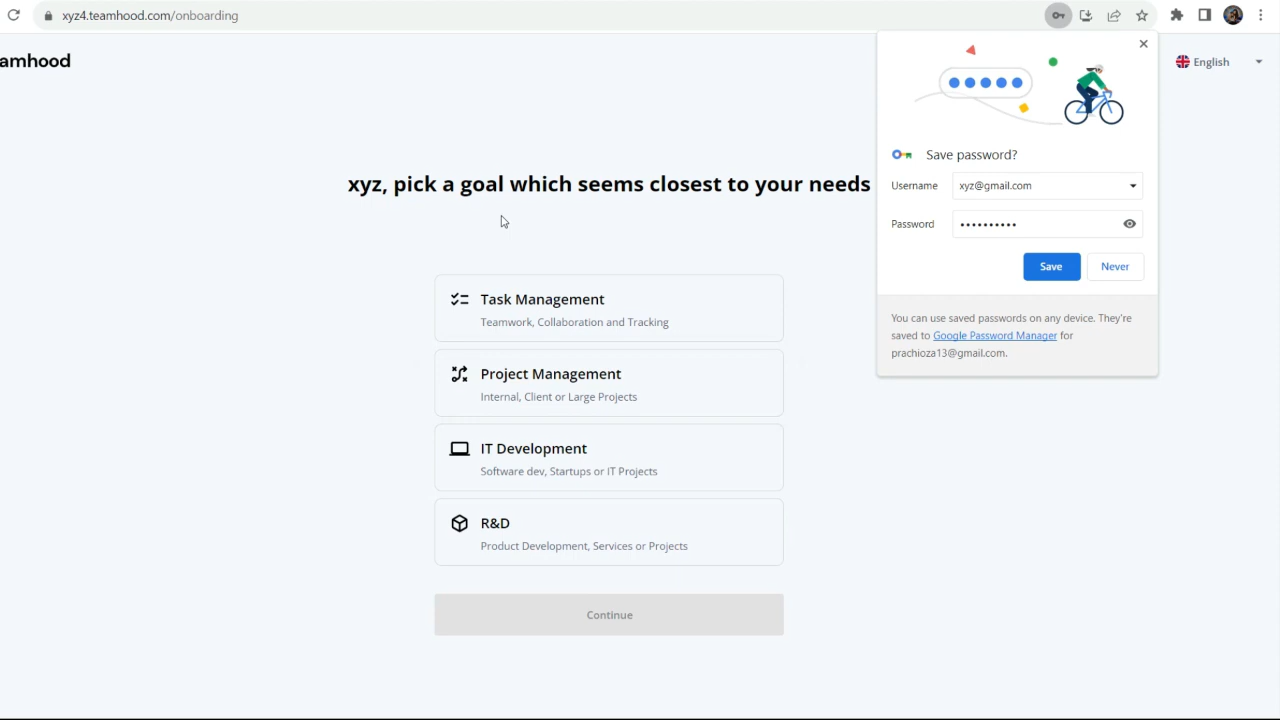 xyz4.teamhood.com/onboarding
amhood
English
xyz, pick a goal which seems closest to your needs
Task Management
Teamwork, Collaboration and Tracking
Project Management
Internal, Client or Large Projects
IT Development
Software dev, Startups or IT Projects
R&D
Product Development, Services or Projects
Continue
Save password?
Username xyz@gmail.com
Password ••••••••••
Save Never
You can use saved passwords on any device. They're
saved to Google Password Manager for
prachioza13@gmail.com.